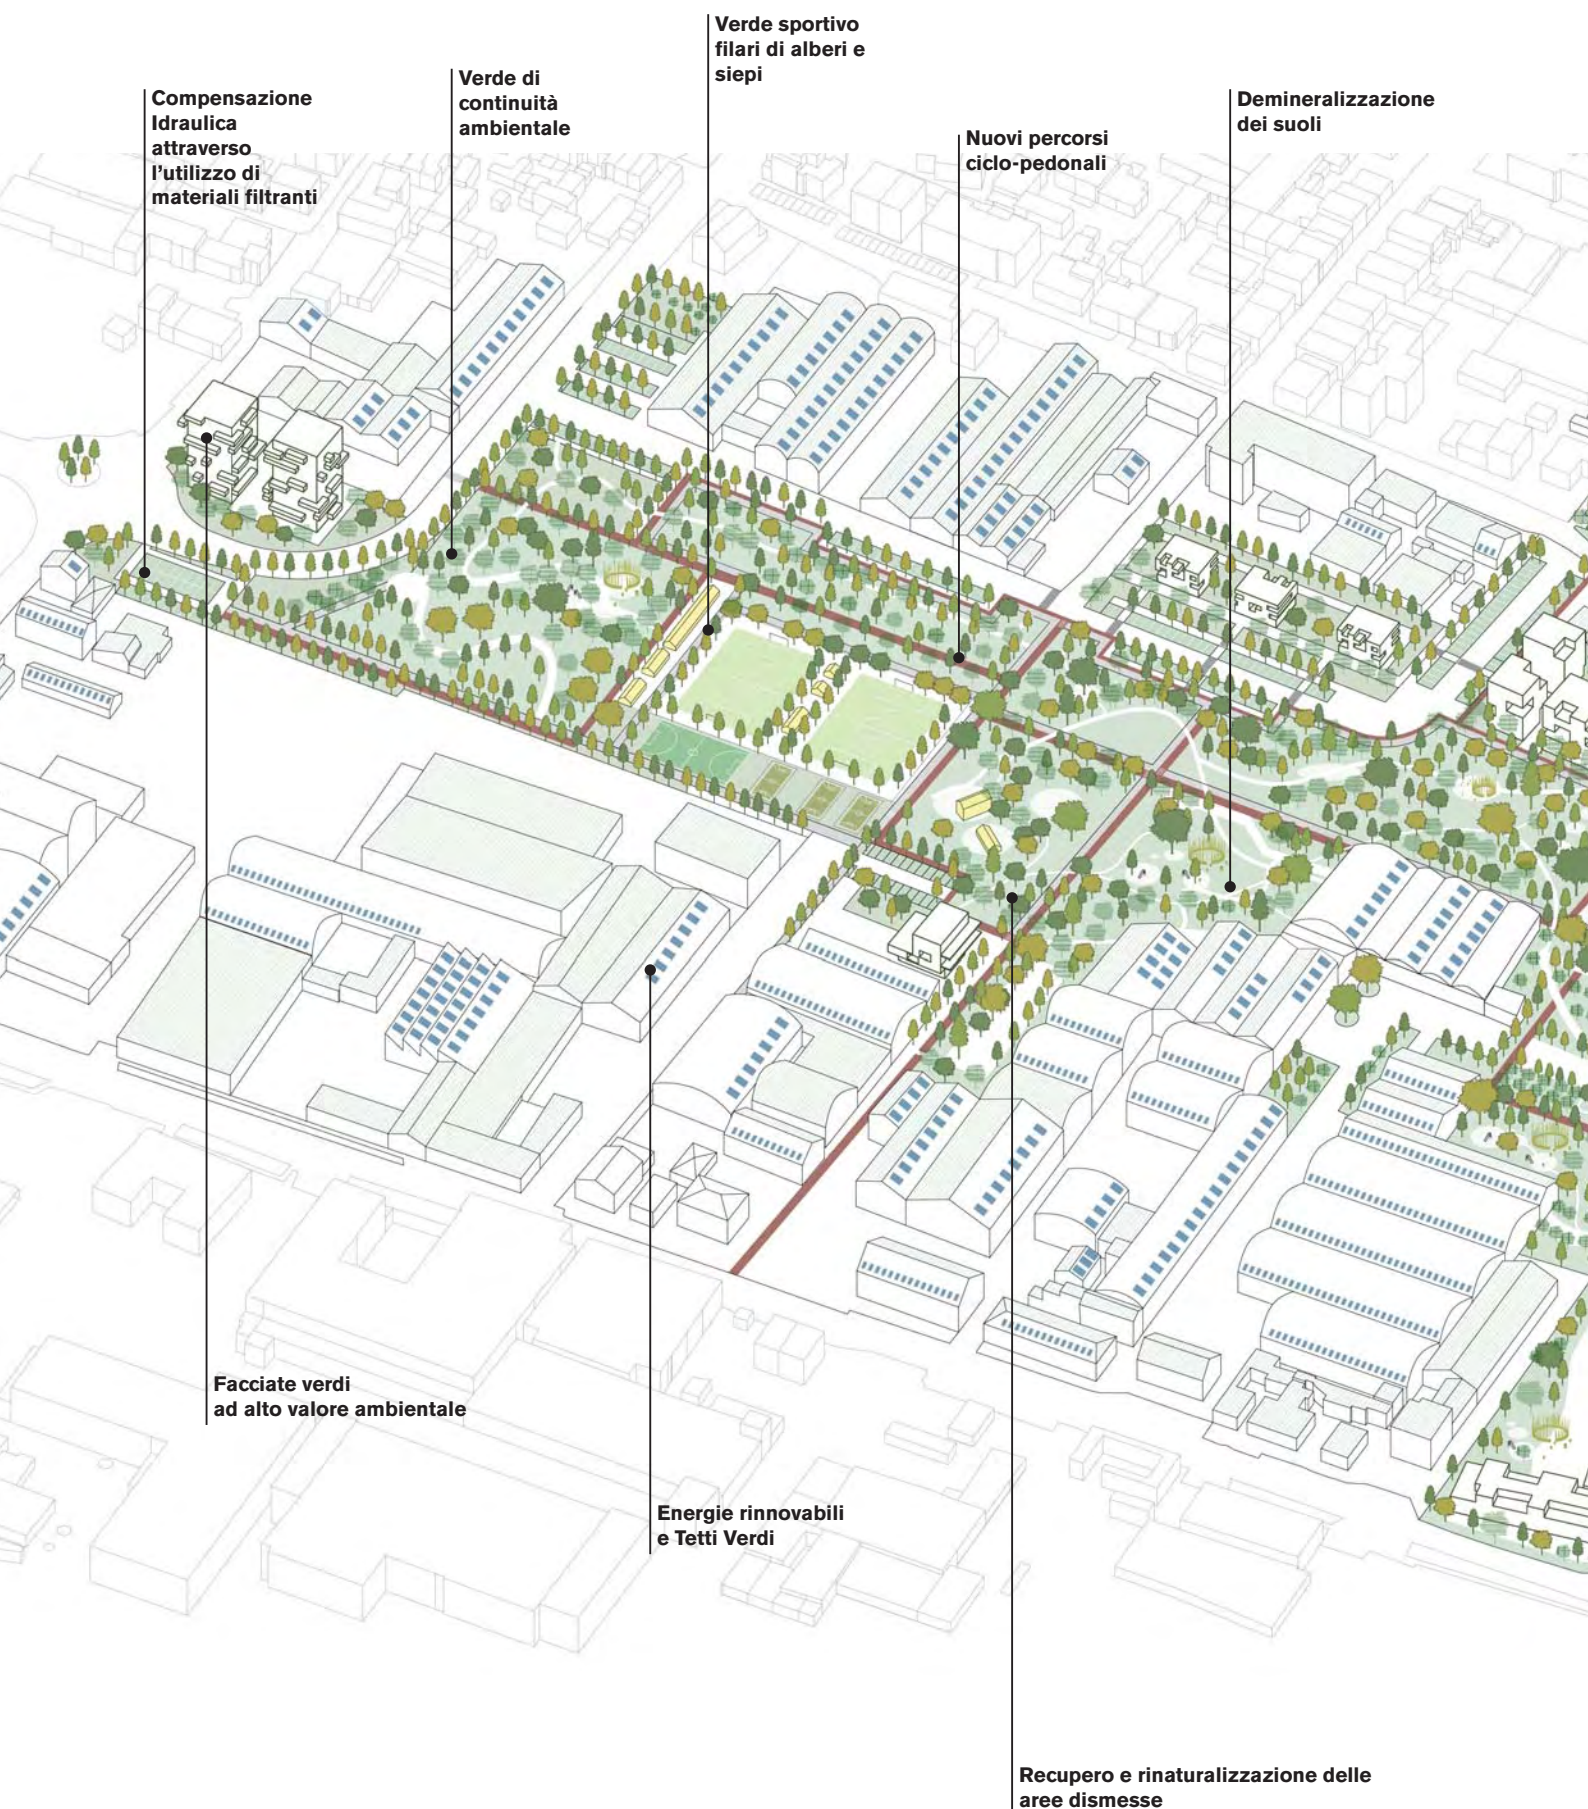 Verde sportivo
filari di alberi e
siepi
Verde di
continuità
ambientale
Compensazione
Idraulica
attraverso
l'utilizzo di
materiali filtranti
Demineralizzazione
dei suoli
Nuovi percorsi
ciclo-pedonali
Facciate verdi
ad alto valore ambientale
Energie rinnovabili
e Tetti Verdi
Recupero e rinaturalizzazione delle
aree dismesse